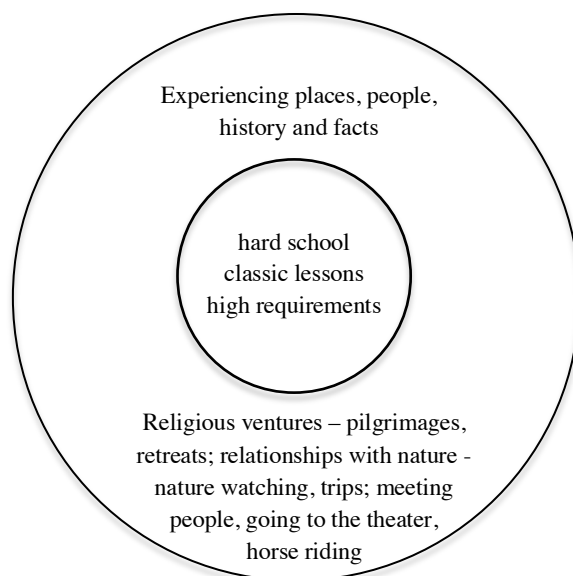 Experiencing places, people,
history and facts
hard school
classic lessons
high requirements
Religious ventures – pilgrimages,
retreats; relationships with nature -
nature watching, trips; meeting
people, going to the theater,
horse riding